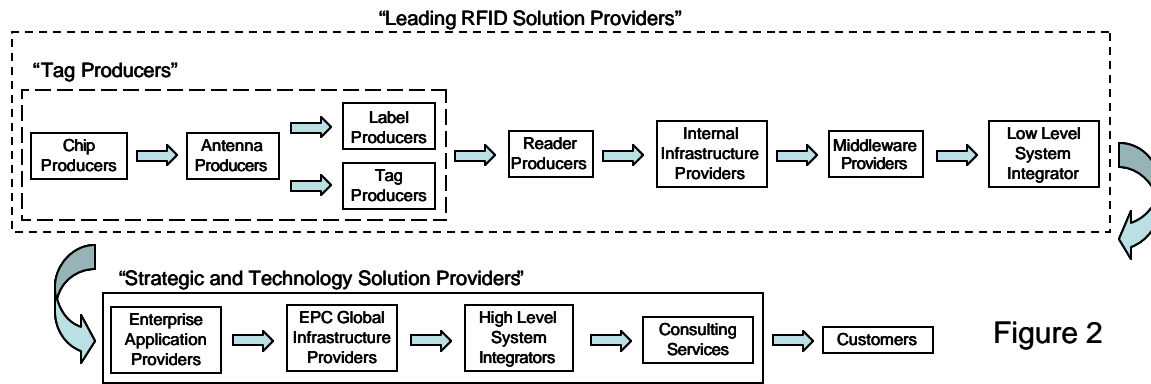 “Leading RFID Solution Providers”
“Tag Producers”
Chip
Producers
Antenna
Producers
Label
Producers
Tag
Producers
Reader
Producers
Internal
Infrastructure
Providers
Middleware
Providers
Low Level
System
Integrator
“Strategic and Technology Solution Providers”
Enterprise
Application
Providers
EPC Global
Infrastructure
Providers
High Level
System
Integrators
Consulting
Services
Customers
Figure 2